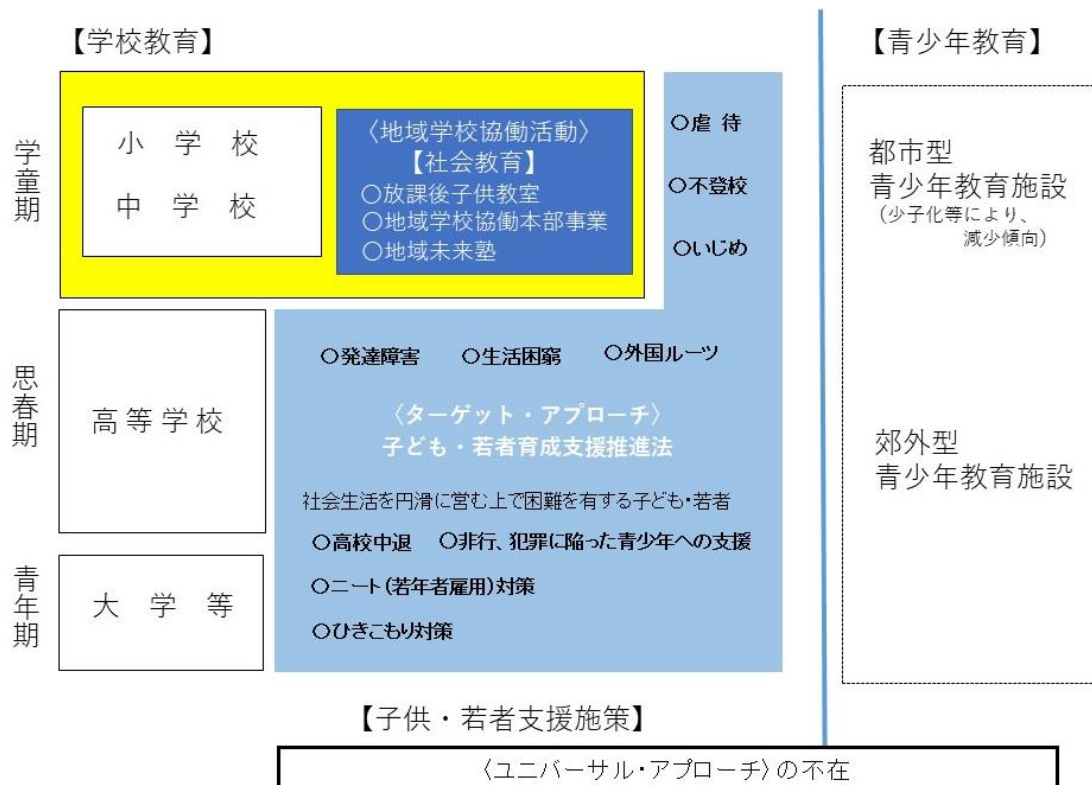 【学校教育】
【青少年教育】
学童期
小 学 校
中 学 校
〈地域学校協働活動〉
【社会教育】
○放課後子供教室
○地域学校協働本部事業
○地域未来塾
○虐 待
○不登校
○いじめ
都市型
青少年教育施設
(少子化等により、
減少傾向)
思春期
高 等 学 校
○発達障害 ○生活困窮 ○外国ルーツ
〈ターゲット・アプローチ〉
子ども・若者育成支援推進法
社会生活を円滑に営む上で困難を有する子ども・若者
○高校中退 ○非行、犯罪に陥った青少年への支援
○ニート(若年者雇用)対策
○ひきこもり対策
郊外型
青少年教育施設
青年期
大 学 等
【子供・若者支援施策】
〈ユニバーサル・アプローチ〉の不在